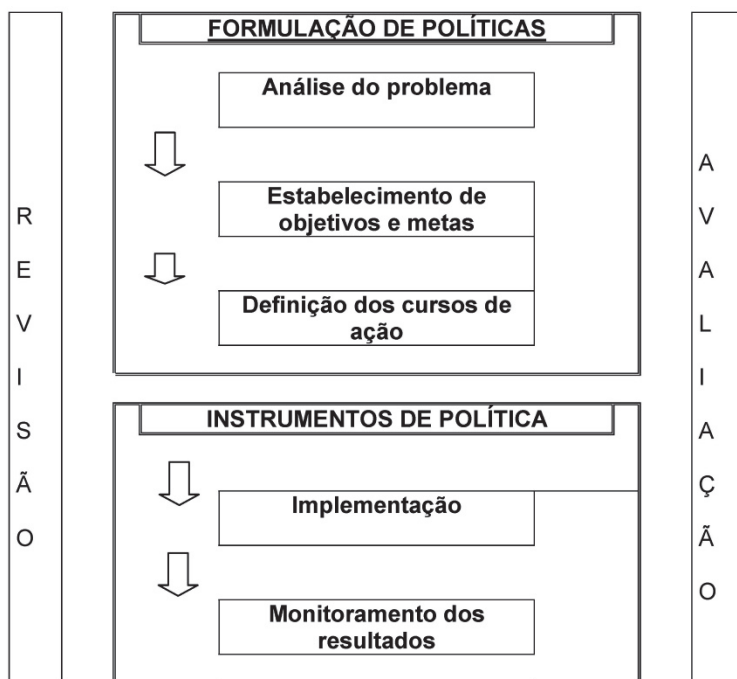 FORMULAÇÃO DE POLÍTICAS
Análise do problema
Estabelecimento de
objetivos e metas
Definição dos cursos de
ação
INSTRUMENTOS DE POLÍTICA
Implementação
Monitoramento dos
resultados
R
E
V
I
S
Ã
O
A
V
A
L
I
A
Ç
Ã
O